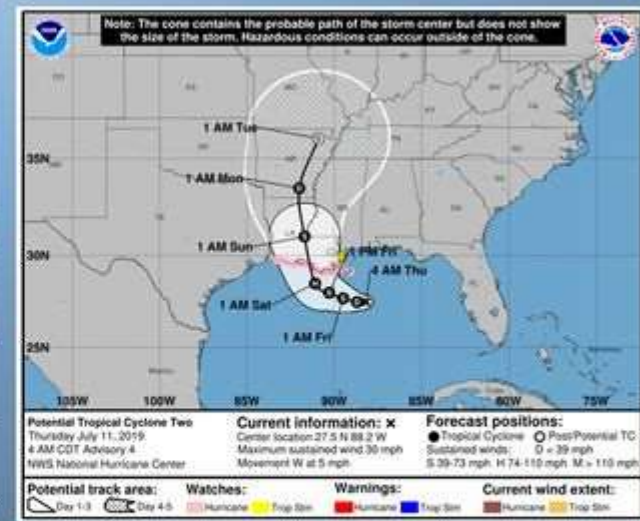 Note: The cone contains the probable path of the storm center but does not show
the size of the storm. Hazardous conditions can occur outside of the cone.
1 AM Tue
35N
1 AM Mon
1 AM Sun
30N
1 PM Fri
4 AM Thu
1 AM Sat
1 AM Fri
25N
Mexico
105W 100W 95W 90W 85W 80W 75W
Potential Tropical Cyclone Two
Thursday July 11, 2019
4 AM CDT Advisory 4
NWS National Hurricane Center
Current information: x
Center location 27.5 N 88.2 W
Maximum sustained wind 30 mph
Movement W at 5 mph
Forecast positions:
Tropical Cyclone Post/Potential TC
Sustained winds: D < 39 mph
S 39-73 mph H 74-110 mph M > 110 mph
Potential track area:
Day 1-3 Day 4-5
Watches:
Hurricane Trop Stm
Warnings:
Hurricane Trop Stm
Current wind extent:
Hurricane Trop Stm